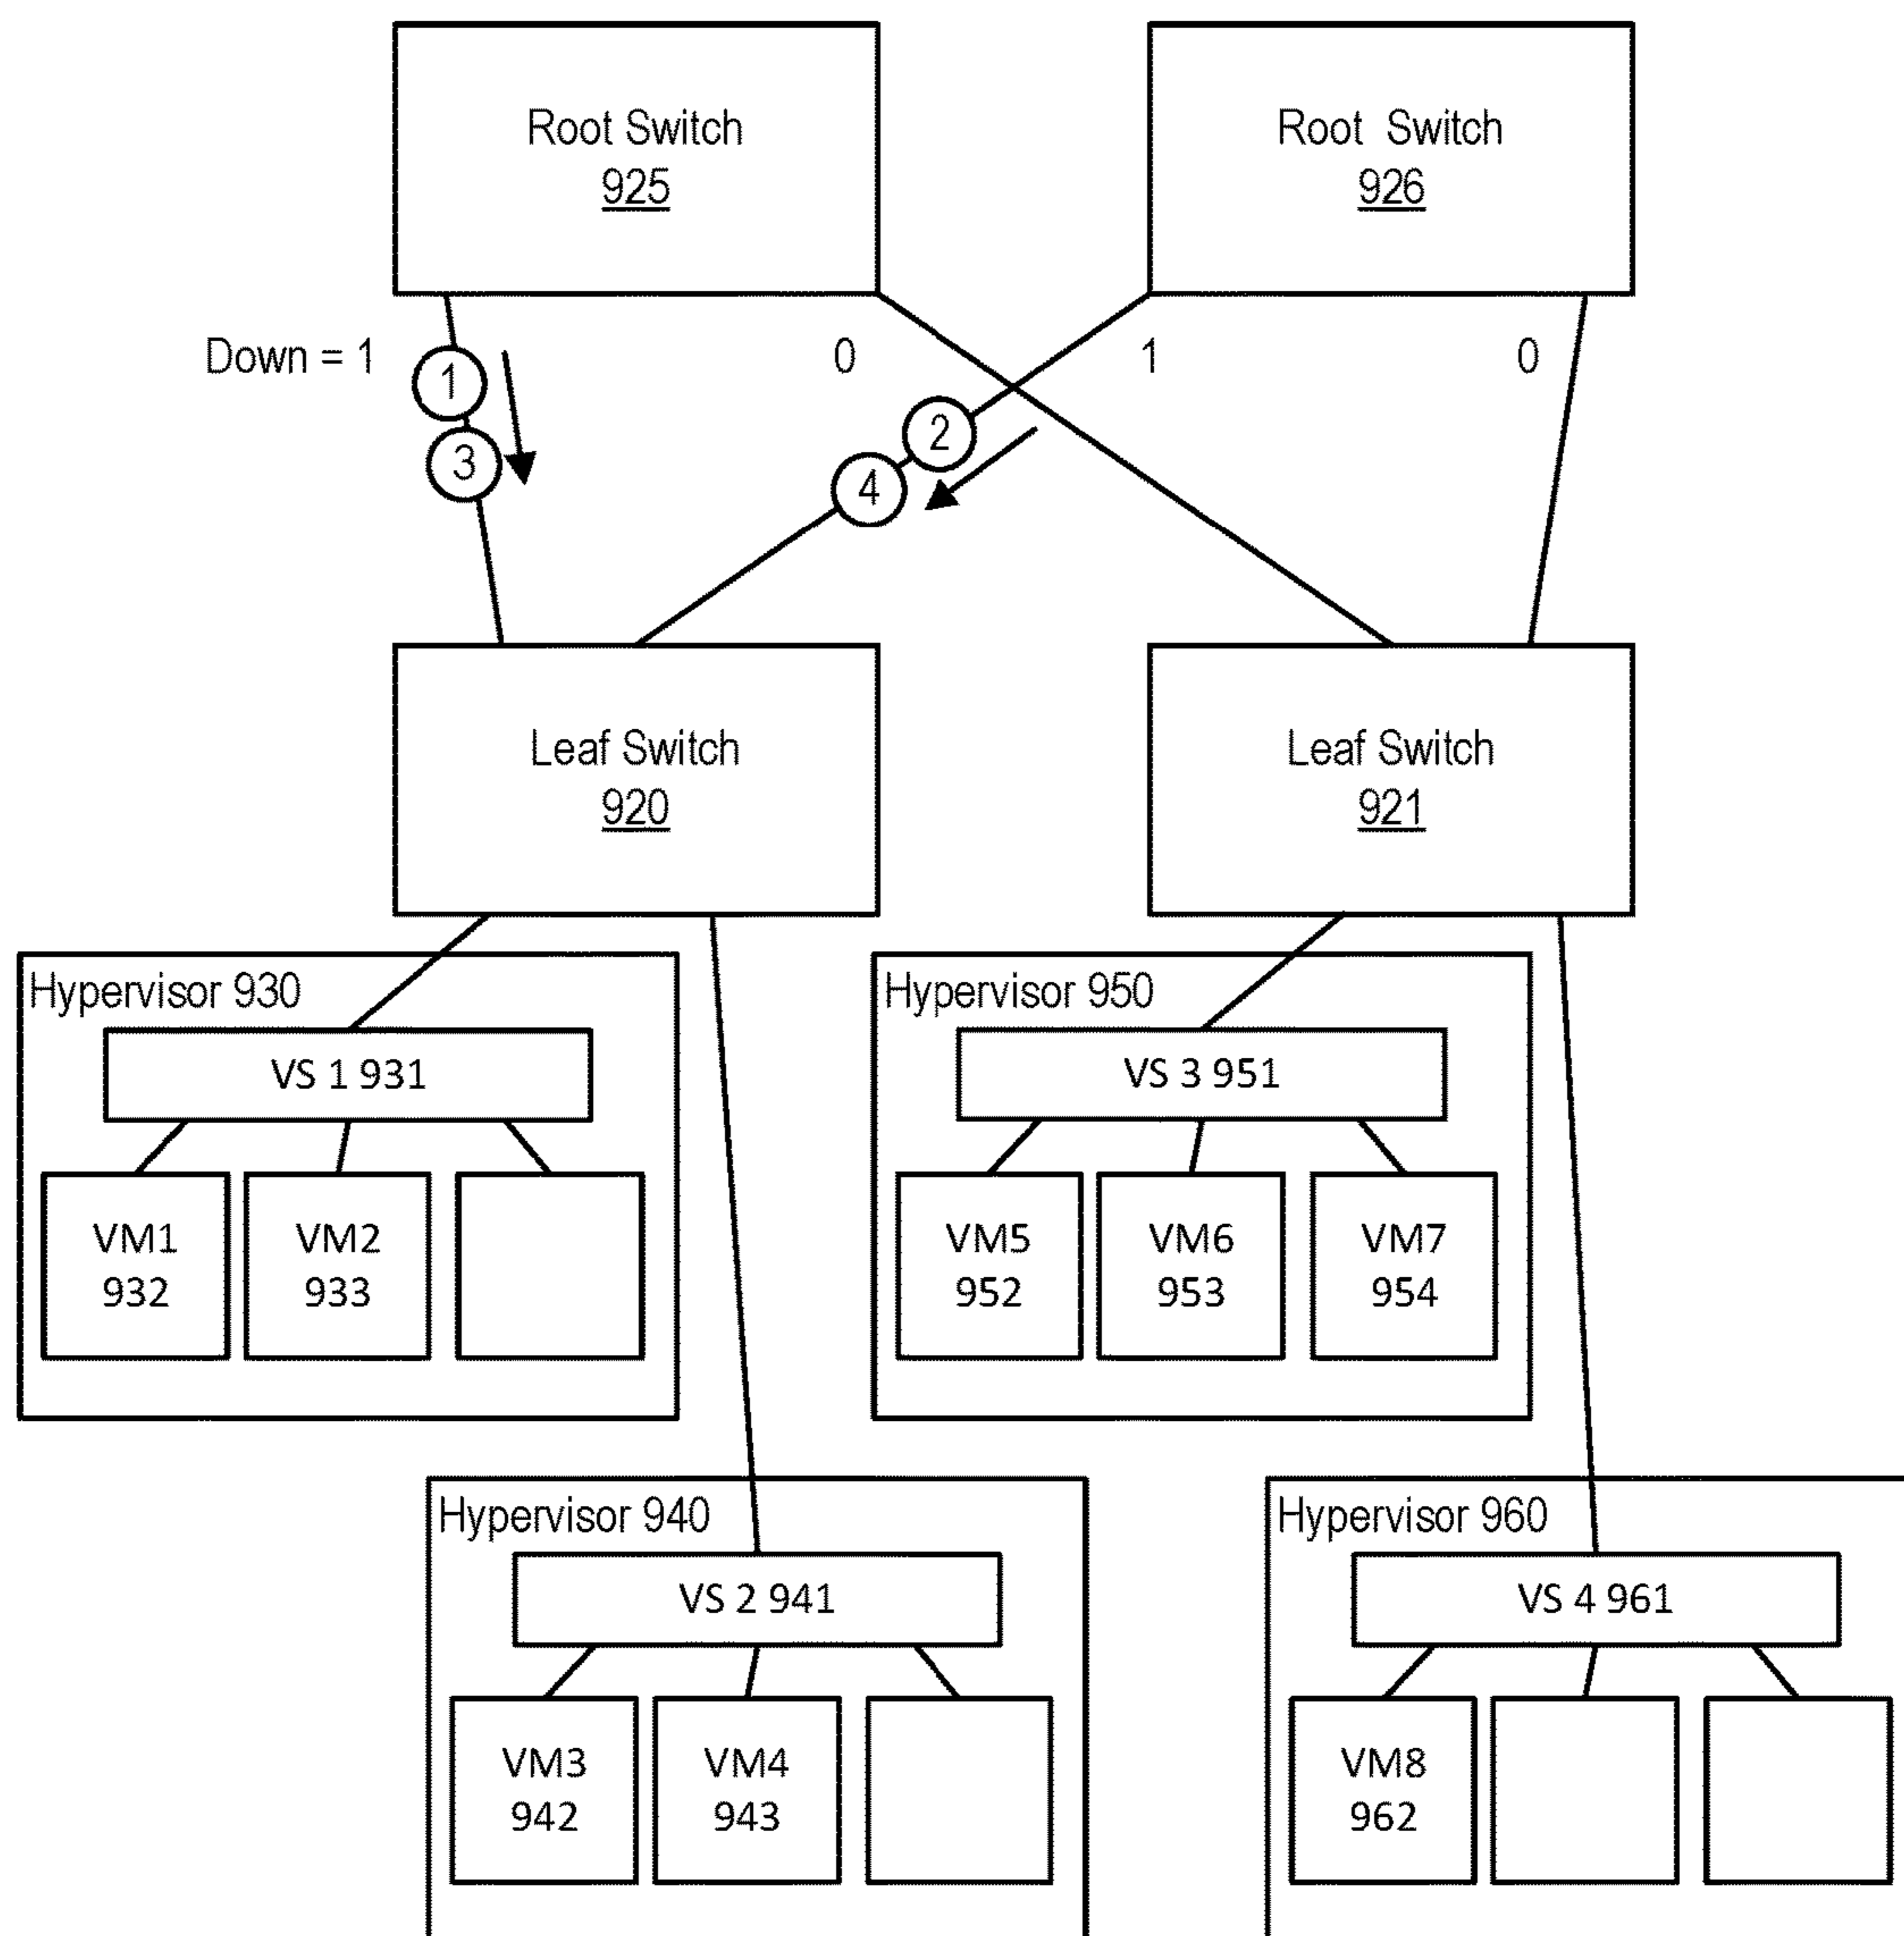 Root Switch
925
Root Switch
926
Down = 1
0
1
0
1
3
2
4
Leaf Switch
920
Leaf Switch
921
Hypervisor 930
VS 1 931
VM1
932
VM2
933
Hypervisor 950
VS 3 951
VM5
952
VM6
953
VM7
954
Hypervisor 940
VS 2 941
VM3
942
VM4
943
Hypervisor 960
VS 4 961
VM8
962